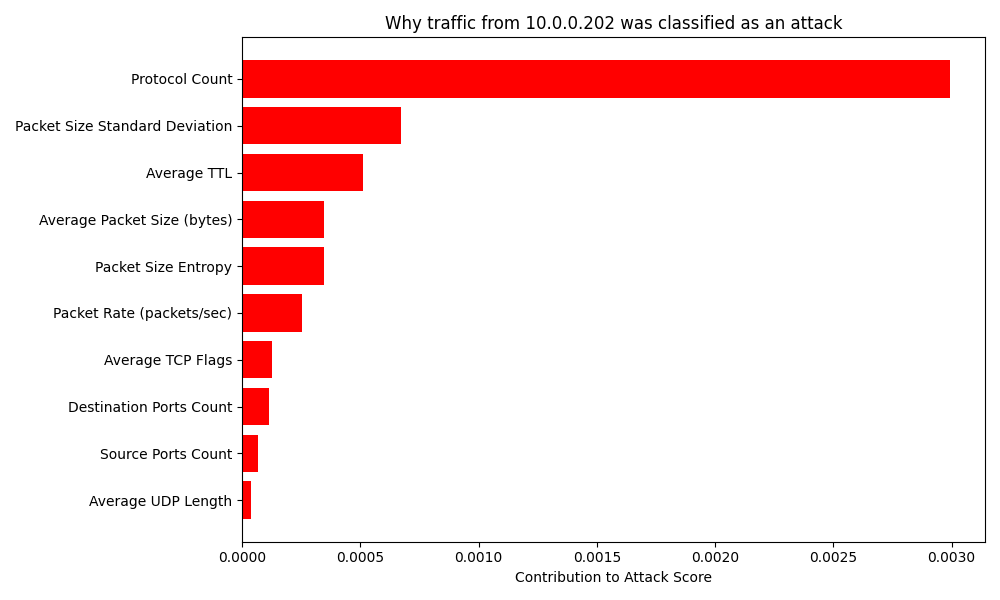 Why traffic from 10.0.0.202 was classified as an attack
Protocol Count
Packet Size Standard Deviation
Average TTL
Average Packet Size (bytes)
Packet Size Entropy
Packet Rate (packets/sec)
Average TCP Flags
Destination Ports Count
Source Ports Count
Average UDP Length
0.0000 0.0005 0.0010 0.0015 0.0020 0.0025 0.0030
Contribution to Attack Score